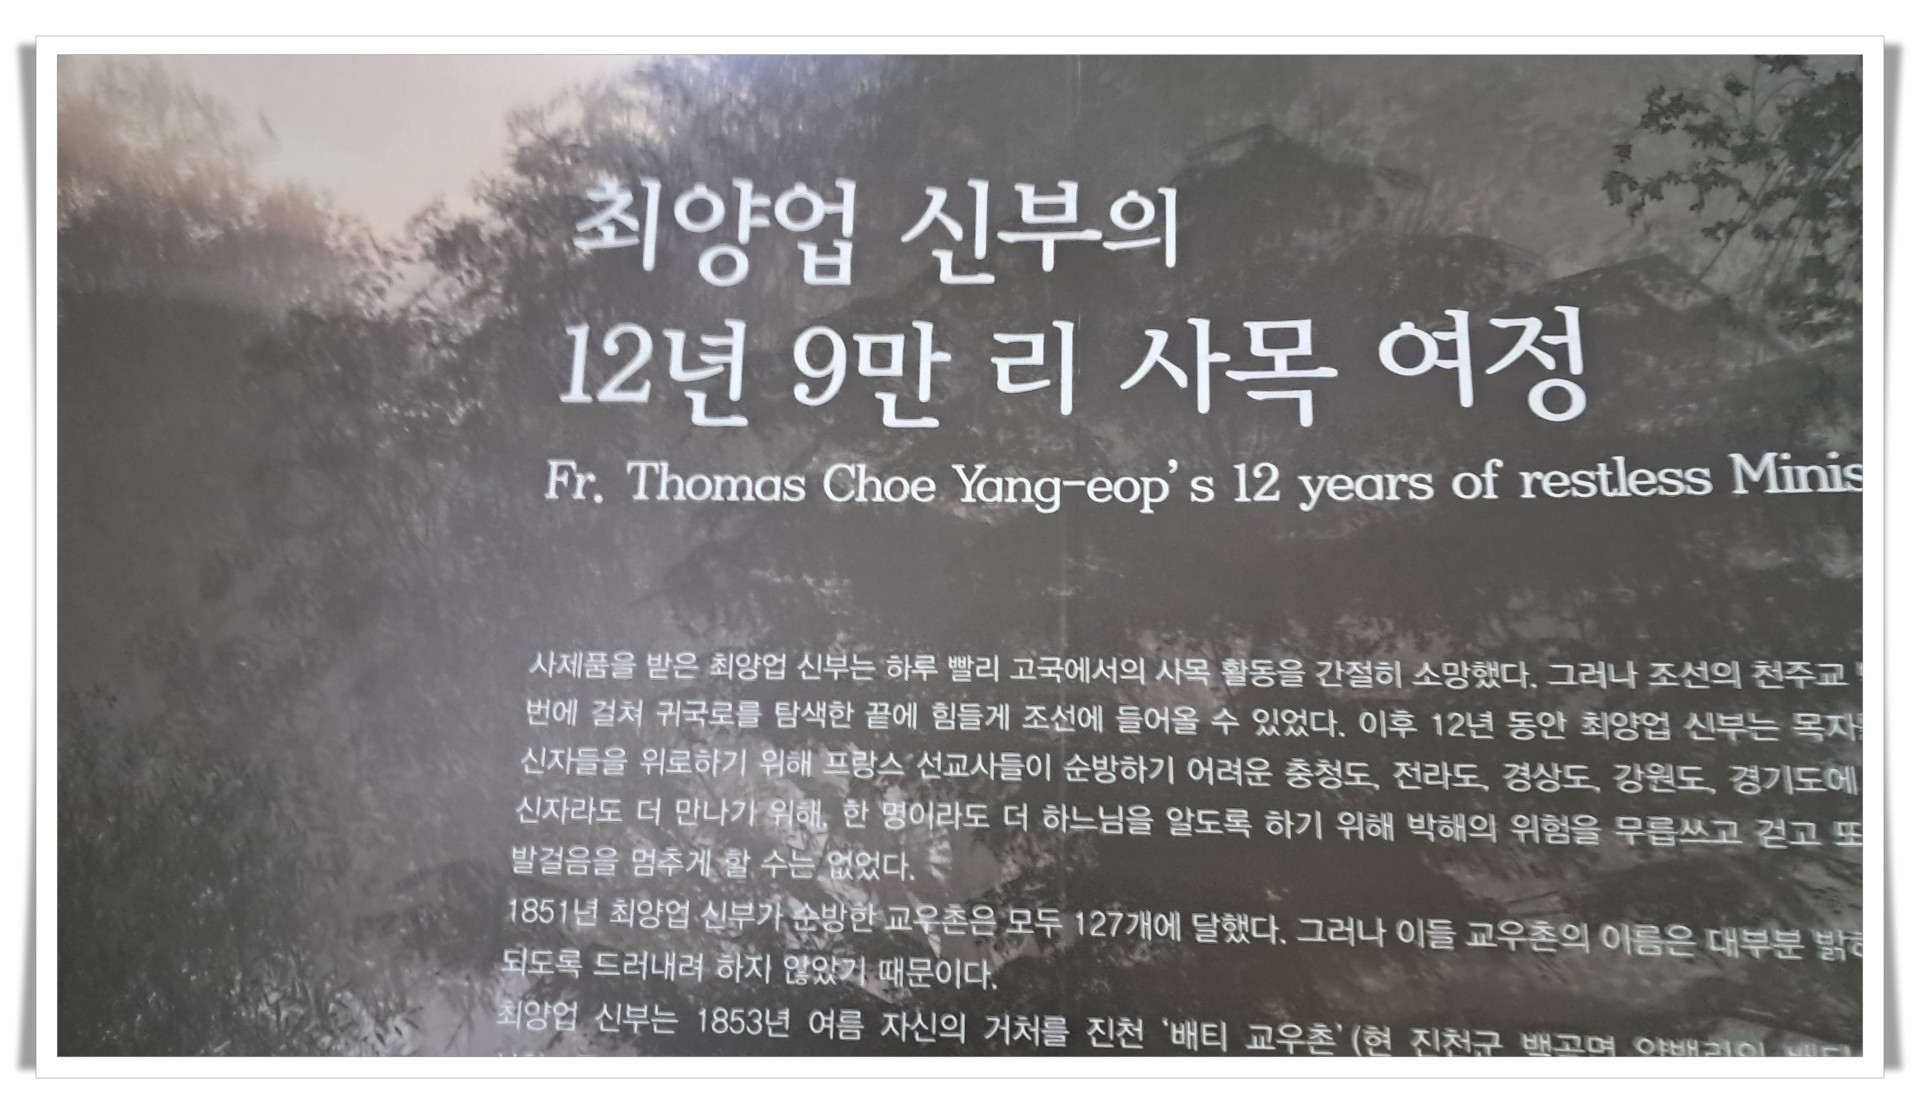 최양업 신부의
12년 9만 리 사목 여정
Fr. Thomas Choe Yang-eop's 12 years of restless Minis
사제품을 받은 최양업 신부는 하루 빨리 고국에서의 사목 활동을 간절히 소망했다. 그러나 조선의 천주교
번에 걸쳐 귀국로를 탐색한 끝에 힘들게 조선에 들어올 수 있었다. 이후 12년 동안 최양업 신부는
신자들을 위로하기 위해 프랑스 선교사들이 순방하기 어려운 충청도, 전라도, 경상도, 강원도, 경기도에
신자라도 더 만나기 위해, 한 명이라도 더 하느님을 알도록 하기 위해 박해의 위험을 무릅쓰고 걷고 또
발걸음을 멈추게 할 수는 없었다.
1851년 최양업 신부가 순방한 교우촌은 모두 127개에 달했다. 그러나 이들 교우촌의 이름은 대부분
되도록 드러내려 하지 않았기 때문이다.
최양업 신부는 1853년 여름 자신의 거처를 진천 '배티 교우촌' (현 진천군 백곡면